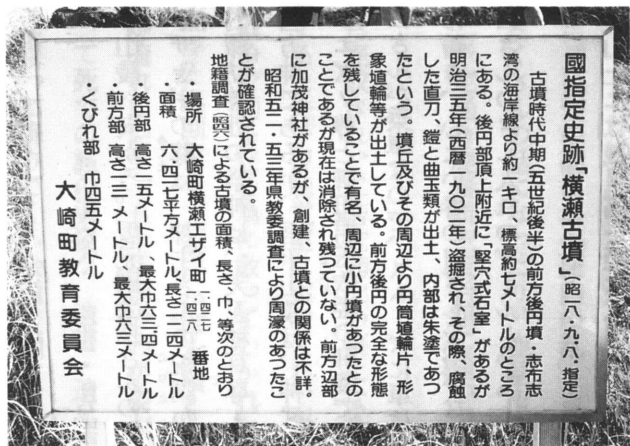 國指定史跡「横瀬古墳」（昭一八・九・八、指定）
古墳時代中期（五世紀後半）の前方後円墳・志布志
湾の海岸線より約一キロ、標高約七メートルのところ
にある。後円部頂上附近に「竪穴式石室」があるが
明治三五年（西暦一九〇二年）盗掘され、その際、腐蝕
した直刀、鎧と曲玉類が出土、内部は朱塗であつ
たという。墳丘及びその周辺より円筒埴輪片、形
象埴輪等が出土している。前方後円の完全な形態
を残していることで有名、周辺に小円墳があつたとの
ことであるが現在は消除され残つていない。前方辺部
に加茂神社があるが、創建、古墳との関係は不詳。
昭和五二・五三年県教委調査により周濠のあつたこ
とが確認されている。
地籍調査（昭四六）による古墳の面積、長さ、巾、等次のとおり
・場所 大崎町横瀬エサイ町 一、四二七 一、四二八 番地
・面積 六、四二七平方メートル、長さ一二四メートル
・後円部 高さ一五メートル、最大巾六三、四メートル
・前方部 高さ一二メートル、最大巾六三メートル
・くびれ部 巾四五メートル
大崎町教育委員会